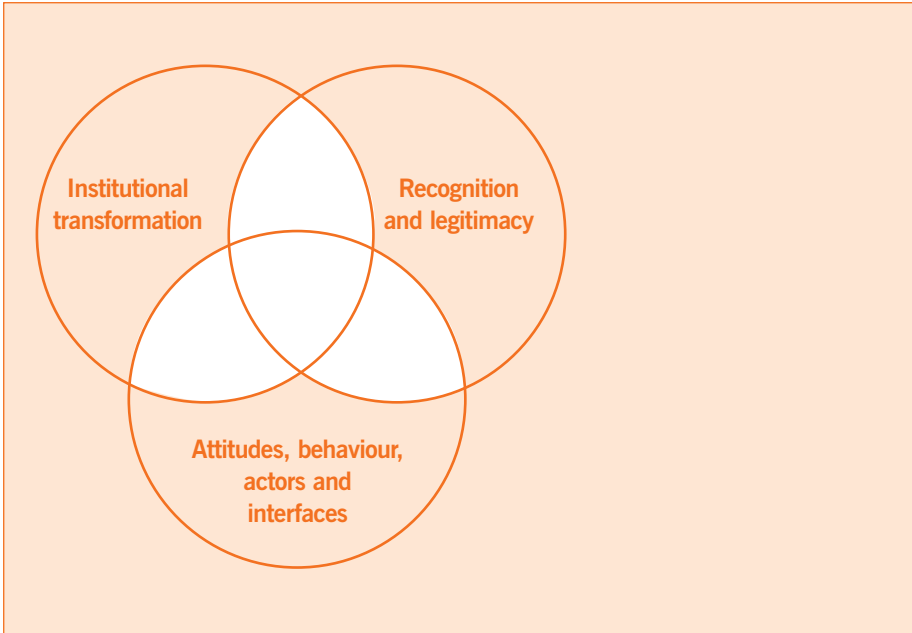 Institutional
transformation
Recognition
and legitimacy
Attitudes, behaviour,
actors and
interfaces